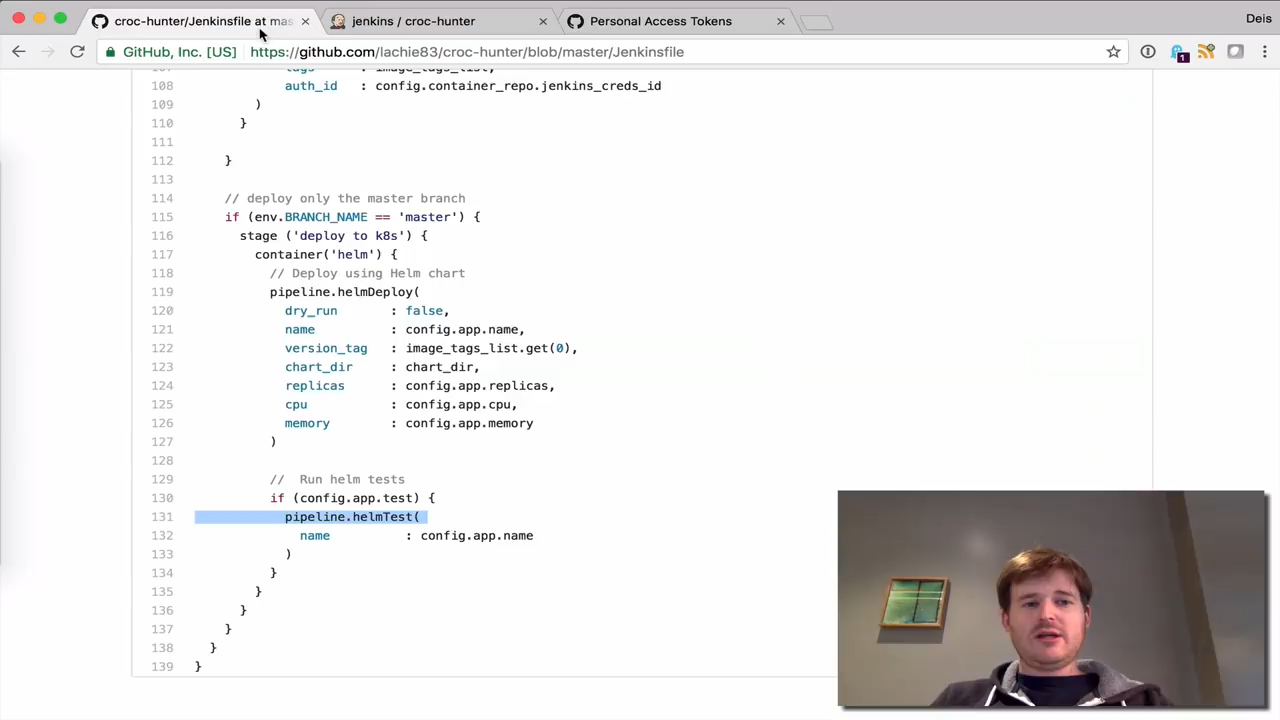 croc-hunter/Jenkinsfile at mas
jenkins / croc-hunter
Personal Access Tokens
Deis
GitHub, Inc. [US]
https://github.com/lachie83/croc-hunter/blob/master/Jenkinsfile
1
107 tags : image_tags_list,
108 auth_id : config.container_repo.jenkins_creds_id
109 )
110 }
111
112 }
113
114 // deploy only the master branch
115 if (env.BRANCH_NAME == 'master') {
116 stage ('deploy to k8s') {
117 container('helm') {
118 // Deploy using Helm chart
119 pipeline.helmDeploy(
120 dry_run : false,
121 name : config.app.name,
122 version_tag : image_tags_list.get(0),
123 chart_dir : chart_dir,
124 replicas : config.app.replicas,
125 cpu : config.app.cpu,
126 memory : config.app.memory
127 )
128
129 // Run helm tests
130 if (config.app.test) {
131 pipeline.helmTest(
132 name : config.app.name
133 )
134 }
135 }
136 }
137 }
138 }
139 }